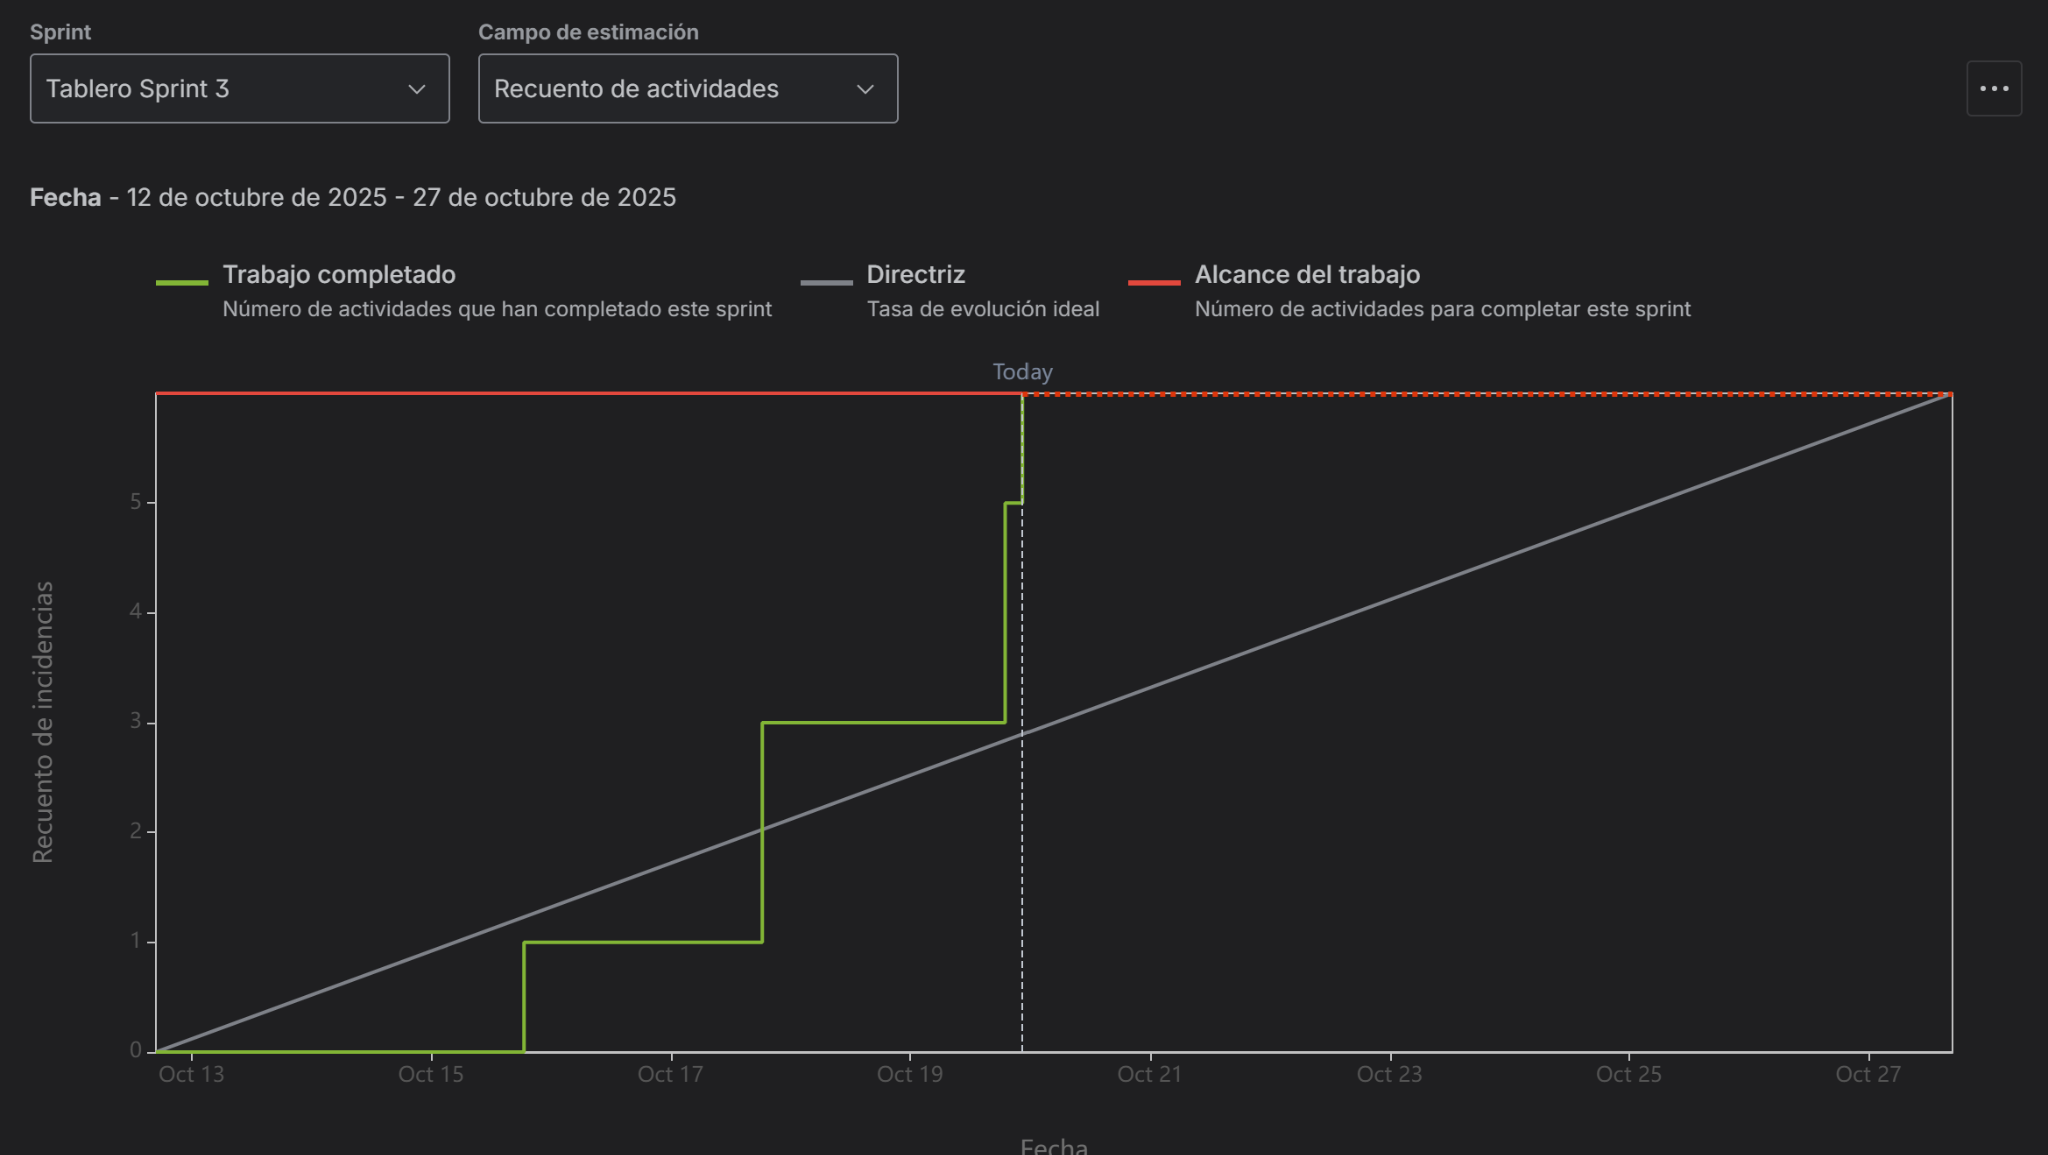 Sprint
Campo de estimación
Tablero Sprint 3
Recuento de actividades
Fecha - 12 de octubre de 2025 - 27 de octubre de 2025
Trabajo completado
Número de actividades que han completado este sprint
Directriz
Tasa de evolución ideal
Alcance del trabajo
Número de actividades para completar este sprint
Today
Recuento de incidencias
5
4
3
2
1
0
Oct 13
Oct 15
Oct 17
Oct 19
Oct 21
Oct 23
Oct 25
Oct 27
Fecha